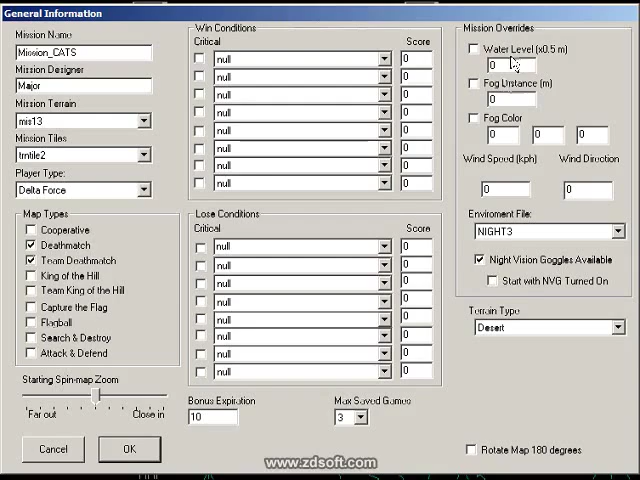 General Information
Mission Name
Mission_CATS
Mission Designer
Major
Mission Terrain
mis13
Mission Tiles
trntile2
Player Type:
Delta Force
Map Types
Cooperative
Deathmatch
Team Deathmatch
King of the Hill
Team King of the Hill
Capture the Flag
Flagball
Search & Destroy
Attack & Defend
Starting Spin-map Zoom
Far out
Close in
Cancel
OK
Win Conditions
Critical Score
null 0
null 0
null 0
null 0
null 0
null 0
null 0
null 0
Lose Conditions
Critical Score
null 0
null 0
null 0
null 0
null 0
null 0
null 0
null 0
Bonus Expiration
10
Max Saved Games
3
Mission Overrides
Water Level (x0.5 m)
0
Fog Distance (m)
0
Fog Color
0 0 0
Wind Speed (kph) Wind Direction
0 0
Enviroment File:
NIGHT3
Night Vision Goggles Available
Start with NVG Turned On
Terrain Type
Desert
Rotate Map 180 degrees
www.zdsoft.com